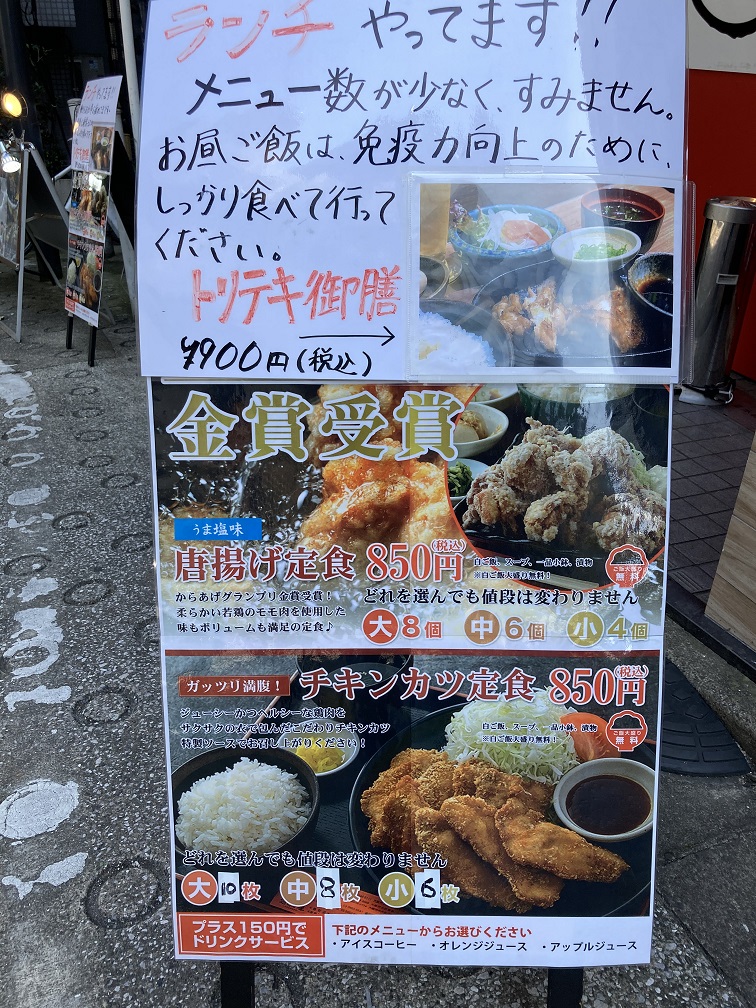 ランチ やってます!!
メニュー数が少なく、すみません。
お昼ご飯は、免疫力向上のために、
しっかり食べて行って
ください。
トリテキ御膳
¥900円(税込)
金賞受賞
うま塩味
唐揚げ定食 850円(税込)
白ご飯、スープ、一品小鉢、漬物
※白ご飯大盛り無料!
ご飯大盛り
無料
からあげグランプリ金賞受賞!
柔らかい若鶏のモモ肉を使用した
味もボリュームも満足の定食♪
どれを選んでも値段は変わりません
大8個 中6個 小4個
ガッツリ満腹! チキンカツ定食 850円(税込)
ジューシーかつヘルシーな鶏肉を
サクサクの衣で包んだこだわりチキンカツ
特製ソースでお召し上がりください!
白ご飯、スープ、一品小鉢、漬物
※白ご飯大盛り無料!
ご飯大盛り
無料
どれを選んでも値段は変わりません
大10枚 中8枚 小6枚
プラス150円で
ドリンクサービス
下記のメニューからお選びください
・アイスコーヒー ・オレンジジュース ・アップルジュース